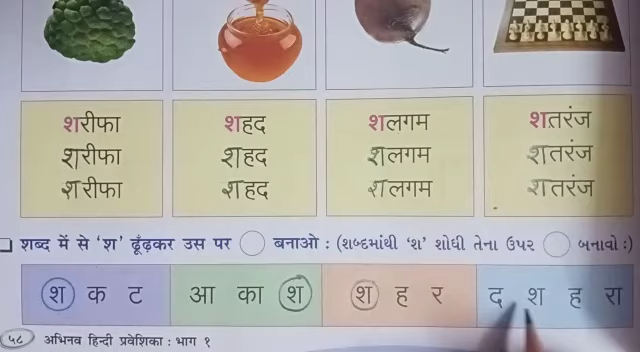 शरीफा शहद शलगम शतरंज
शरीफा शहद शलगम शतरंज
शरीफा शहद शलगम शतरंज
शब्द में से 'श' ढूँढ़कर उस पर ◯ बनाओ : (શબ્દમાંથી 'શ' શોધી તેના ઉપર ◯ બનાવો :)
श क ट आ का श श ह र द श ह रा
५८ अभिनव हिन्दी प्रवेशिका : भाग १